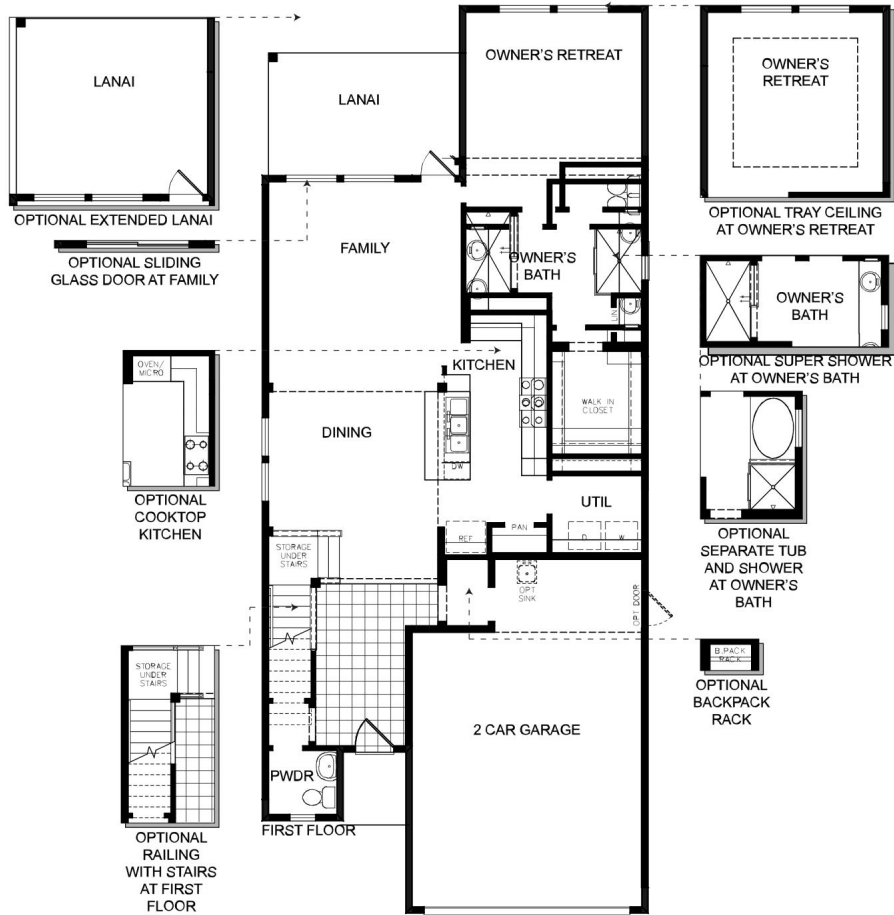 LANAI
OPTIONAL EXTENDED LANAI
OPTIONAL SLIDING
GLASS DOOR AT FAMILY
OVEN/
MICRO
OPTIONAL
COOKTOP
KITCHEN
STORAGE
UNDER
STAIRS
OPTIONAL
RAILING
WITH STAIRS
AT FIRST
FLOOR
OWNER'S RETREAT
LANAI
FAMILY
OWNER'S
BATH
LIN
KITCHEN
WALK IN
CLOSET
DINING
DW
UTIL
PAN
REF
D
W
STORAGE
UNDER
STAIRS
OPT
SINK
OPT DOOR
2 CAR GARAGE
PWDR
FIRST FLOOR
OWNER'S
RETREAT
OPTIONAL TRAY CEILING
AT OWNER'S RETREAT
OWNER'S
BATH
OPTIONAL SUPER SHOWER
AT OWNER'S BATH
OPTIONAL
SEPARATE TUB
AND SHOWER
AT OWNER'S
BATH
B.PACK
RACK
OPTIONAL
BACKPACK
RACK